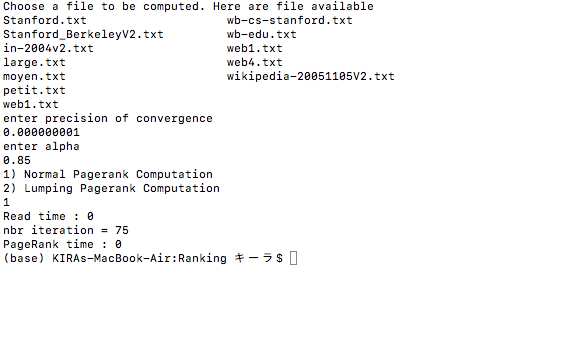 Choose a file to be computed. Here are file available
Stanford.txt wb-cs-stanford.txt
Stanford_BerkeleyV2.txt wb-edu.txt
in-2004v2.txt web1.txt
large.txt web4.txt
moyen.txt wikipedia-20051105V2.txt
petit.txt
web1.txt
enter precision of convergence
0.000000001
enter alpha
0.85
1) Normal Pagerank Computation
2) Lumping Pagerank Computation
1
Read time : 0
nbr iteration = 75
PageRank time : 0
(base) KIRAs-MacBook-Air:Ranking キーラ$